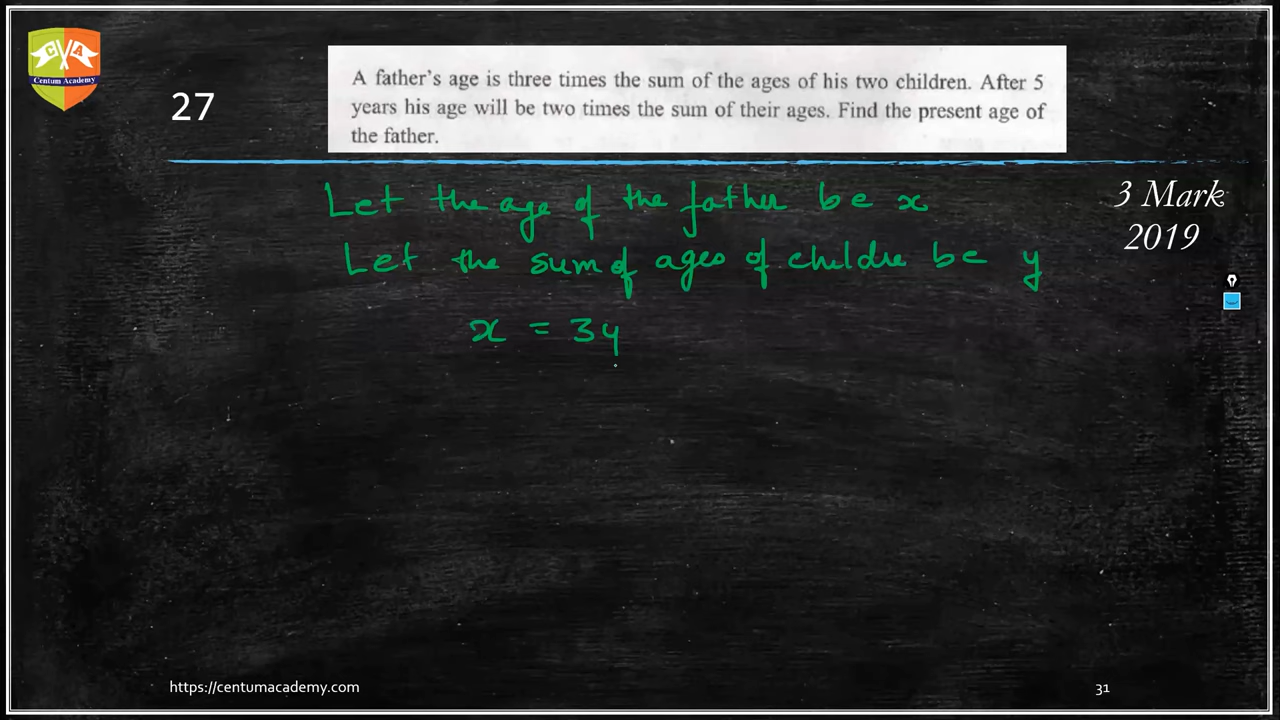 C A
Centum Academy
27
A father's age is three times the sum of the ages of his two children. After 5
years his age will be two times the sum of their ages. Find the present age of
the father.
3 Mark
2019
Let the age of the father be x
Let the sum of ages of childre be y
x = 3y
https://centumacademy.com
31